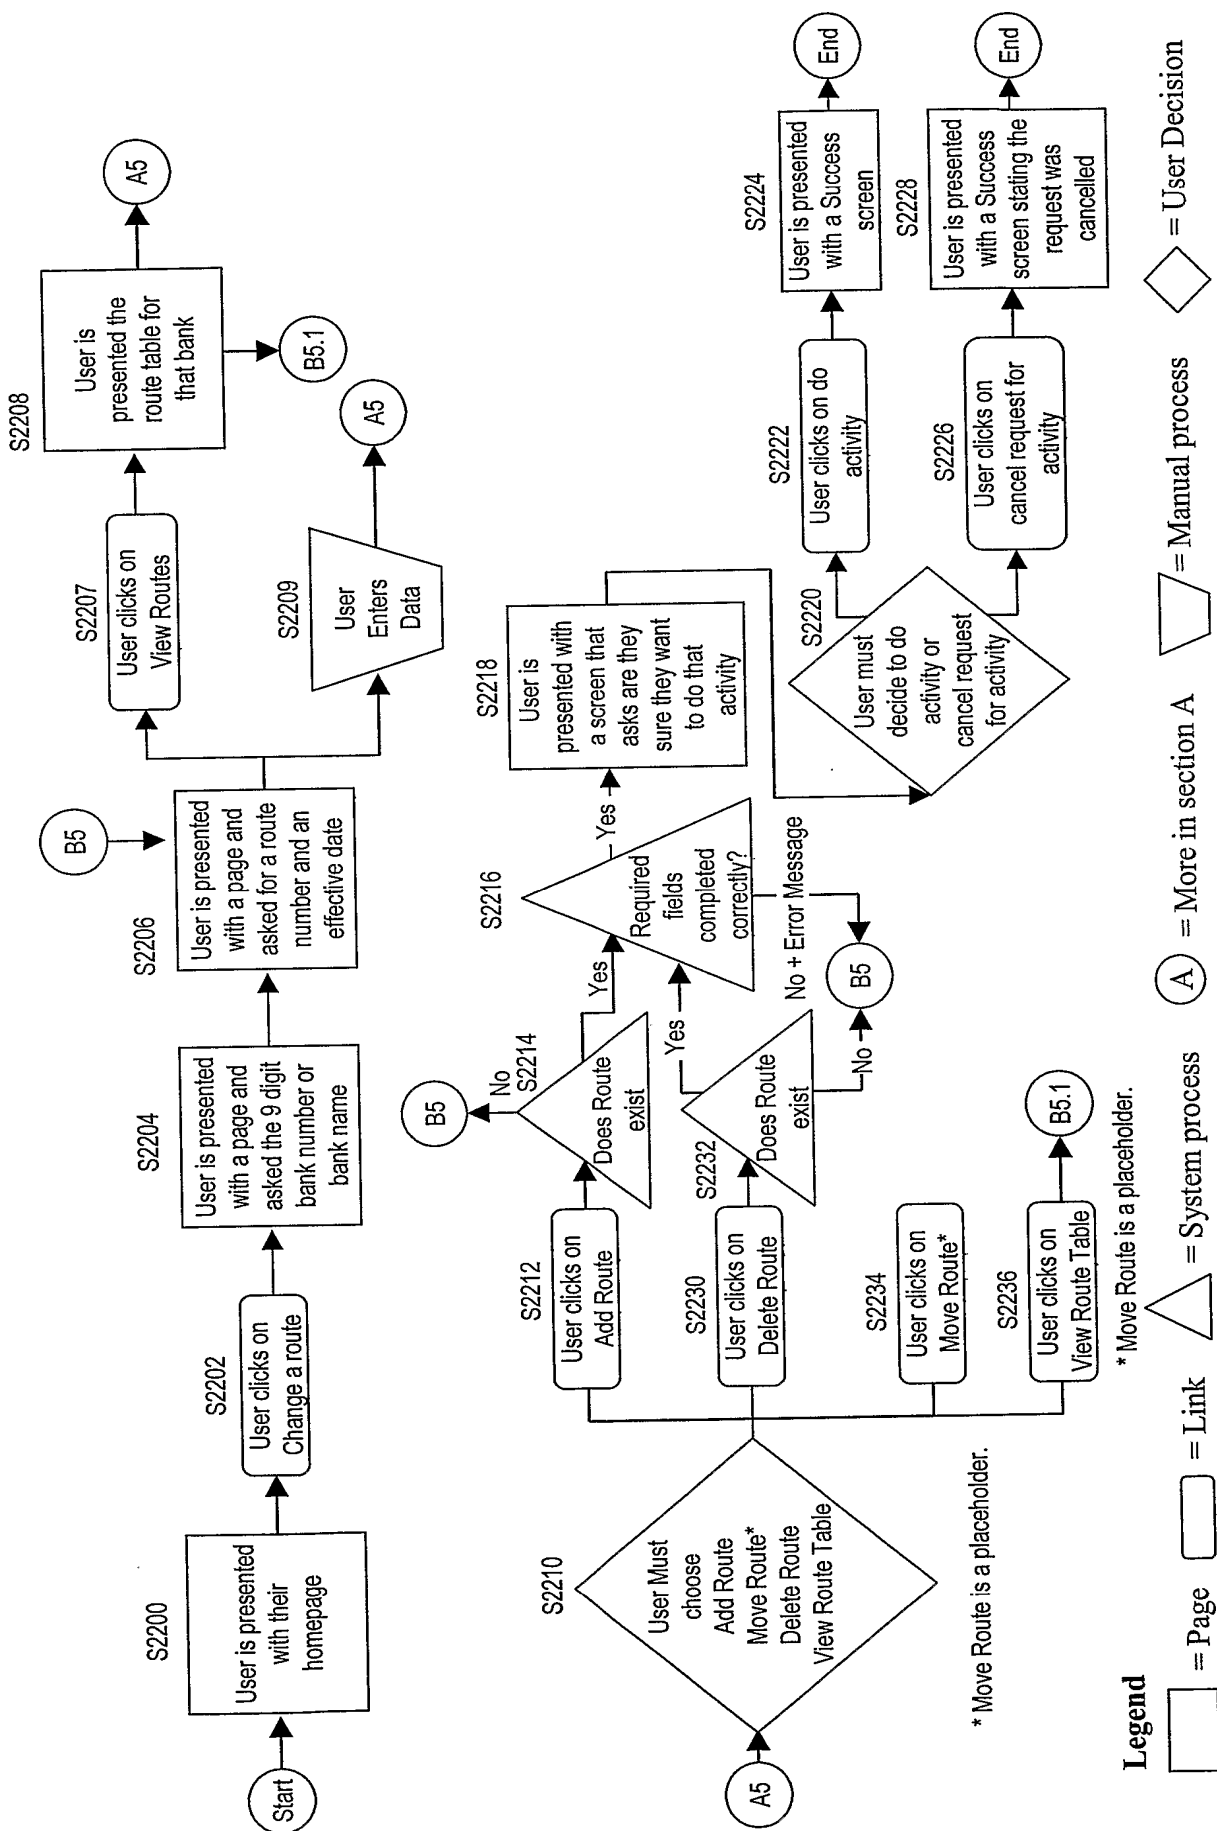 Start
S2200
User is presented
with their
homepage
S2202
User clicks on
Change a route
S2204
User is presented
with a page and
asked the 9 digit
bank number or
bank name
B5
S2206
User is presented
with a page and
asked for a route
number and an
effective date
S2207
User clicks on
View Routes
S2208
User is
presented the
route table for
that bank
A5
B5.1
S2209
User
Enters
Data
A5
A5
S2210
User Must
choose
Add Route
Move Route*
Delete Route
View Route Table
* Move Route is a placeholder.
S2212
User clicks on
Add Route
B5
No
S2214
Does Route
exist
Yes
S2216
Required
fields
completed
correctly?
Yes
No + Error Message
B5
S2218
User is
presented with
a screen that
asks are they
sure they want
to do that
activity
S2220
User must
decide to do
activity or
cancel request
for activity
S2222
User clicks on do
activity
S2224
User is presented
with a Success
screen
End
S2226
User clicks on
cancel request for
activity
S2228
User is presented
with a Success
screen stating the
request was
cancelled
End
S2230
User clicks on
Delete Route
S2232
Does Route
exist
Yes
No
S2234
User clicks on
Move Route*
S2236
User clicks on
View Route Table
B5.1
* Move Route is a placeholder.
Legend
= Page
= Link
= System process
A
= More in section A
= Manual process
= User Decision